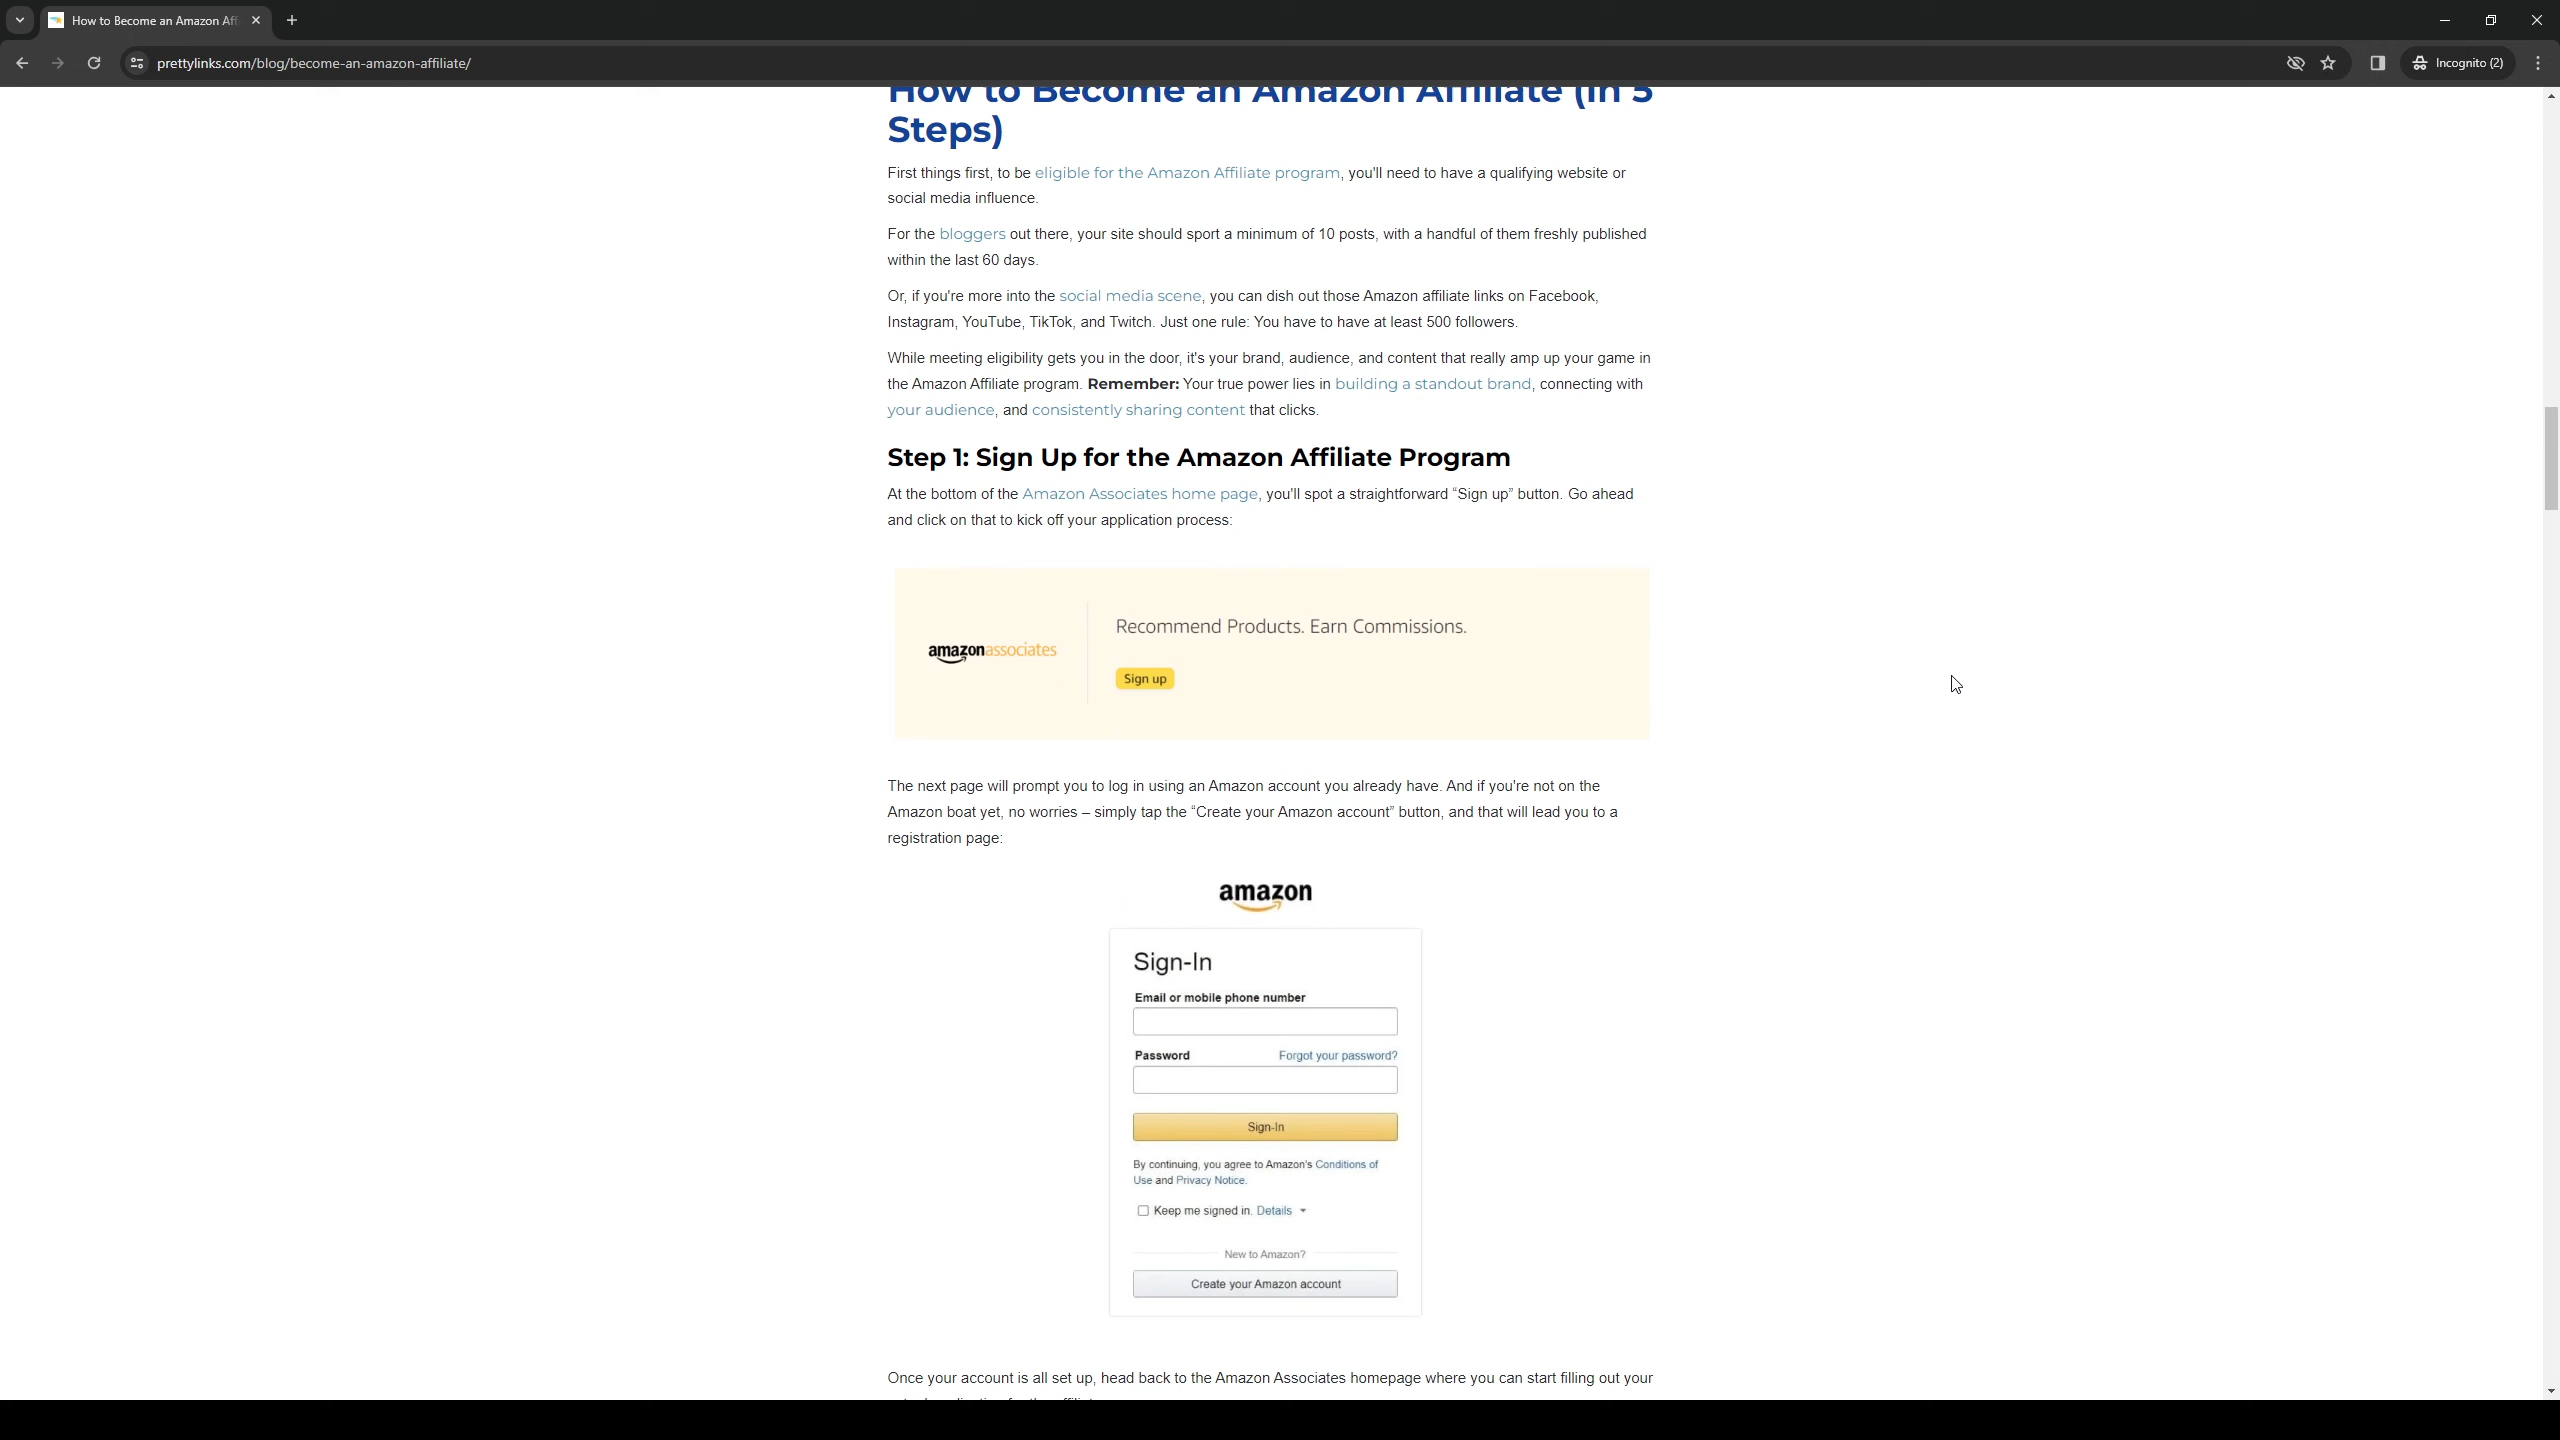 How to Become an Amazon Aff
prettylinks.com/blog/become-an-amazon-affiliate/
Incognito (2)
How to Become an Amazon Affiliate (in 5
Steps)
First things first, to be eligible for the Amazon Affiliate program, you'll need to have a qualifying website or
social media influence.
For the bloggers out there, your site should sport a minimum of 10 posts, with a handful of them freshly published
within the last 60 days.
Or, if you're more into the social media scene, you can dish out those Amazon affiliate links on Facebook,
Instagram, YouTube, TikTok, and Twitch. Just one rule: You have to have at least 500 followers.
While meeting eligibility gets you in the door, it's your brand, audience, and content that really amp up your game in
the Amazon Affiliate program. Remember: Your true power lies in building a standout brand, connecting with
your audience, and consistently sharing content that clicks.
Step 1: Sign Up for the Amazon Affiliate Program
At the bottom of the Amazon Associates home page, you'll spot a straightforward “Sign up” button. Go ahead
and click on that to kick off your application process:
Recommend Products. Earn Commissions.
amazonassociates
Sign up
The next page will prompt you to log in using an Amazon account you already have. And if you're not on the
Amazon boat yet, no worries – simply tap the “Create your Amazon account” button, and that will lead you to a
registration page:
amazon
Sign-In
Email or mobile phone number
Password Forgot your password?
Sign-In
By continuing, you agree to Amazon's Conditions of
Use and Privacy Notice.
Keep me signed in. Details
New to Amazon?
Create your Amazon account
Once your account is all set up, head back to the Amazon Associates homepage where you can start filling out your